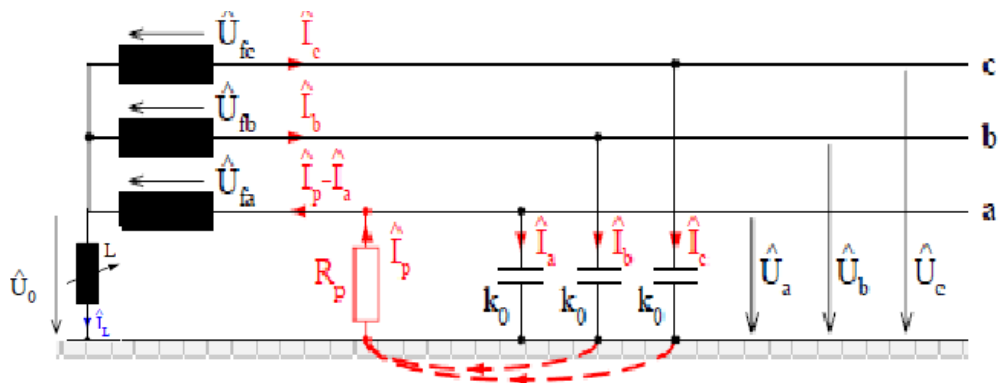 Û_fc Î_c c
Û_fb Î_b b
Û_fa Î_p-Î_a a
L R_p Î_p Î_a Î_b Î_c
Û_0 Û_a Û_b Û_c
Î_L k_0 k_0 k_0